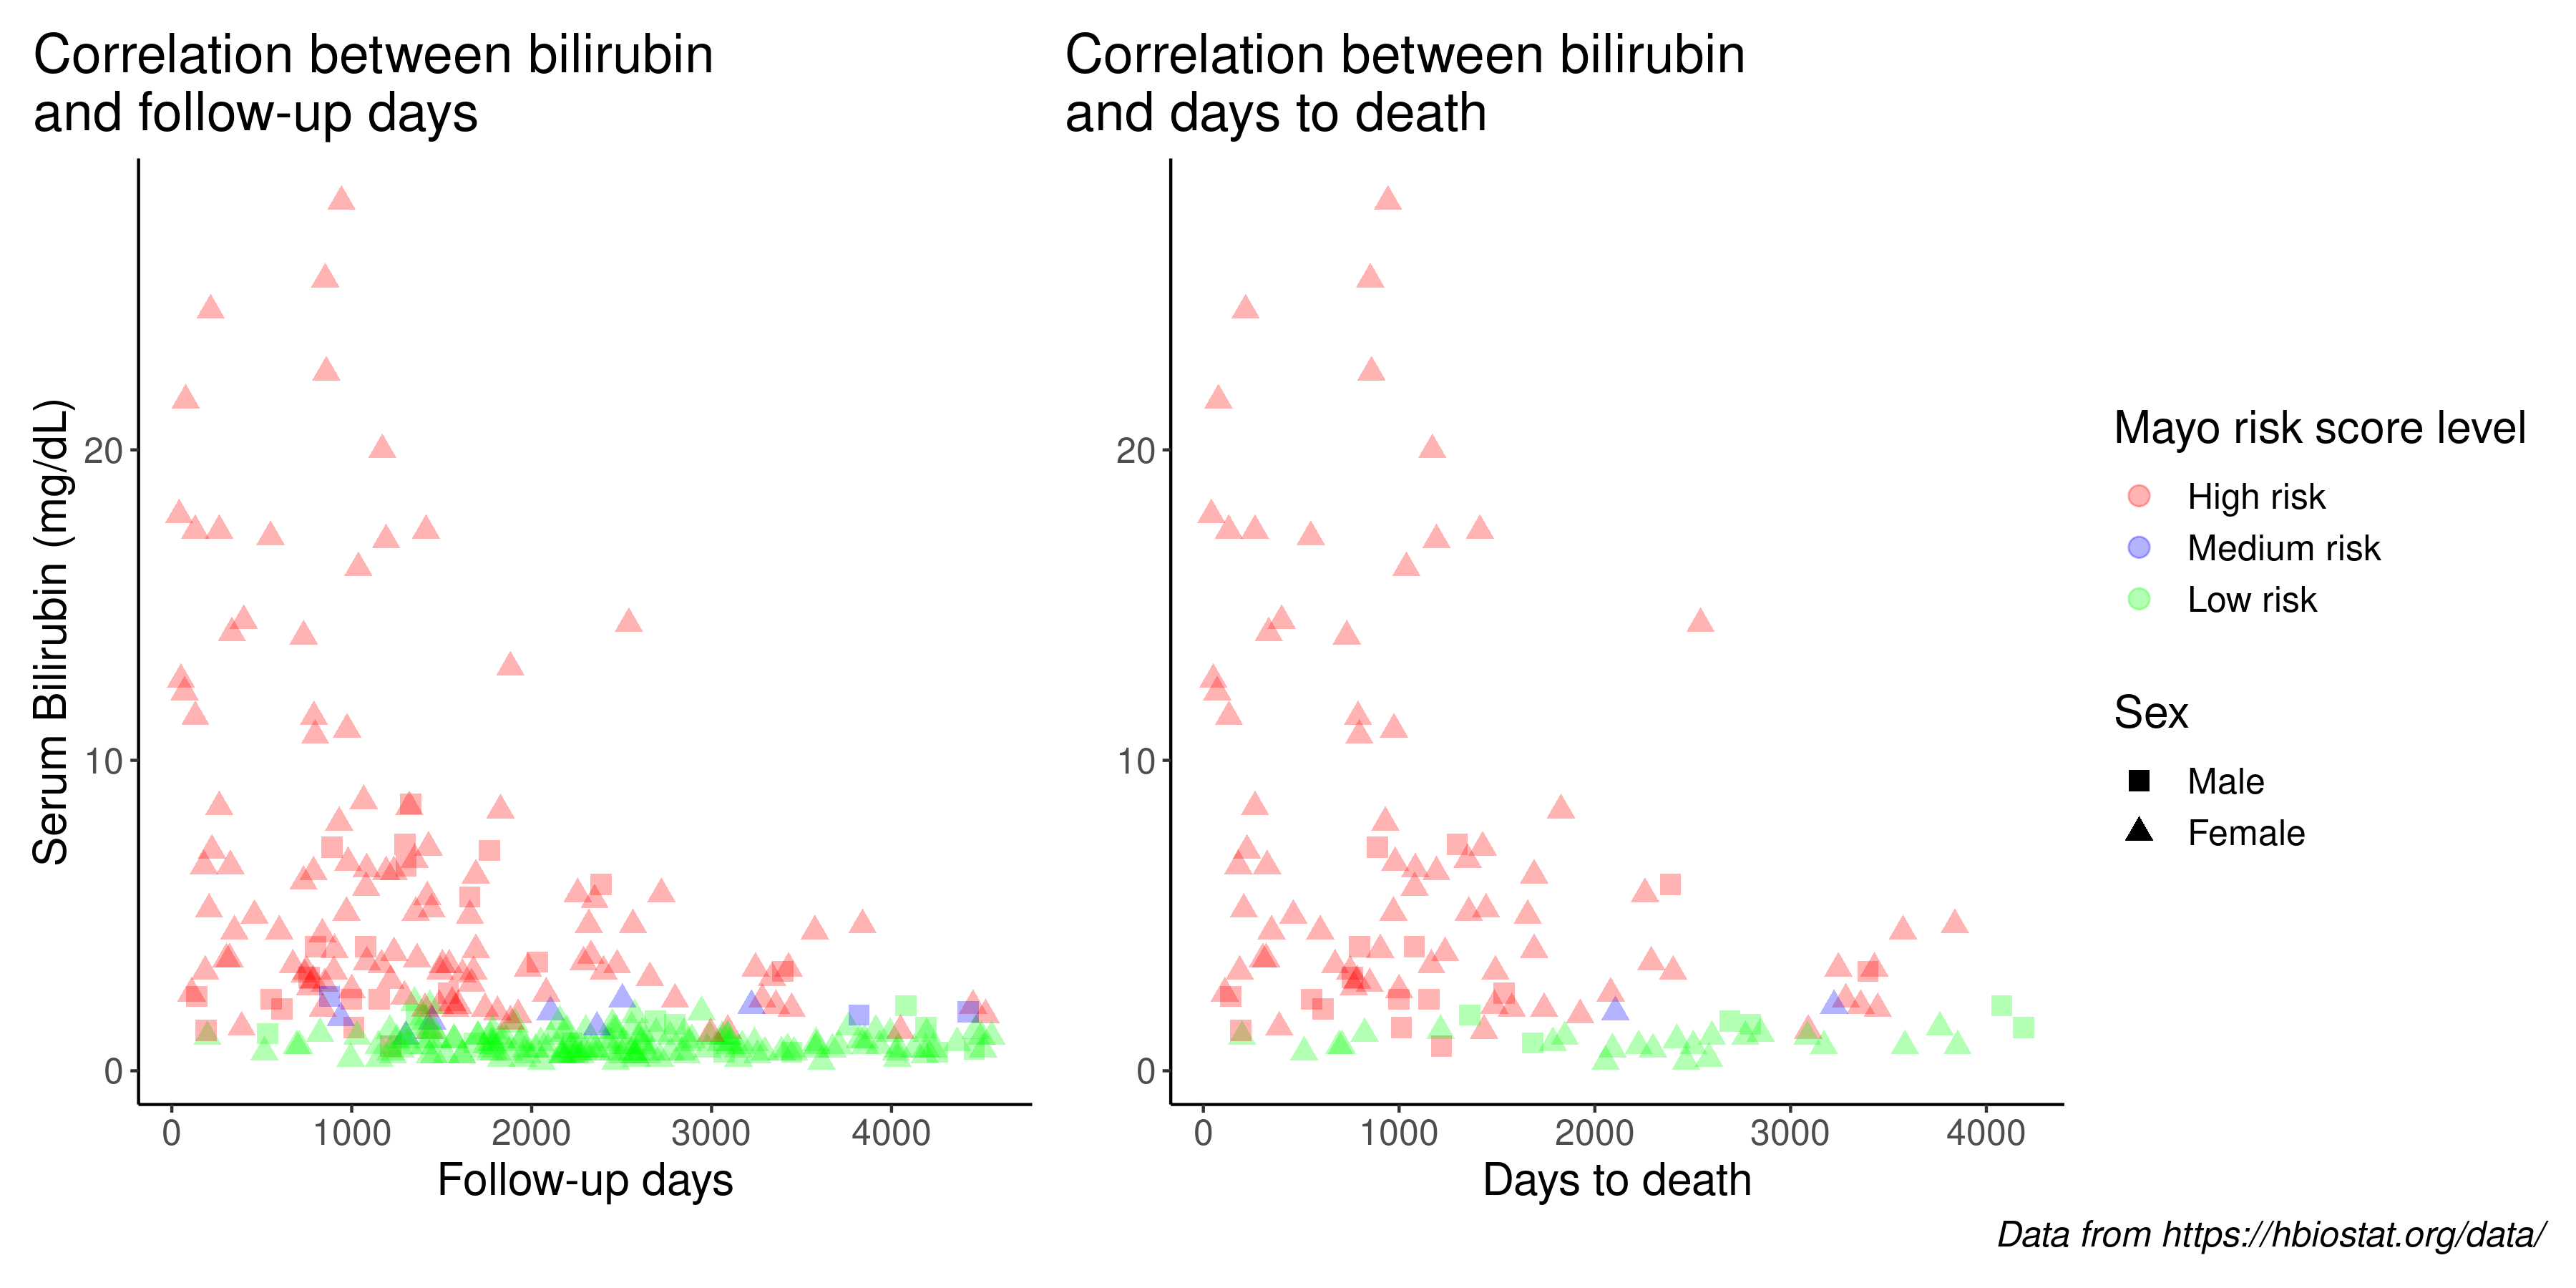 Correlation between bilirubin
and follow-up days
Serum Bilirubin (mg/dL)
20
10
0
0 1000 2000 3000 4000
Follow-up days
Correlation between bilirubin
and days to death
20
10
0
0 1000 2000 3000 4000
Days to death
Mayo risk score level
High risk
Medium risk
Low risk
Sex
Male
Female
Data from https://hbiostat.org/data/